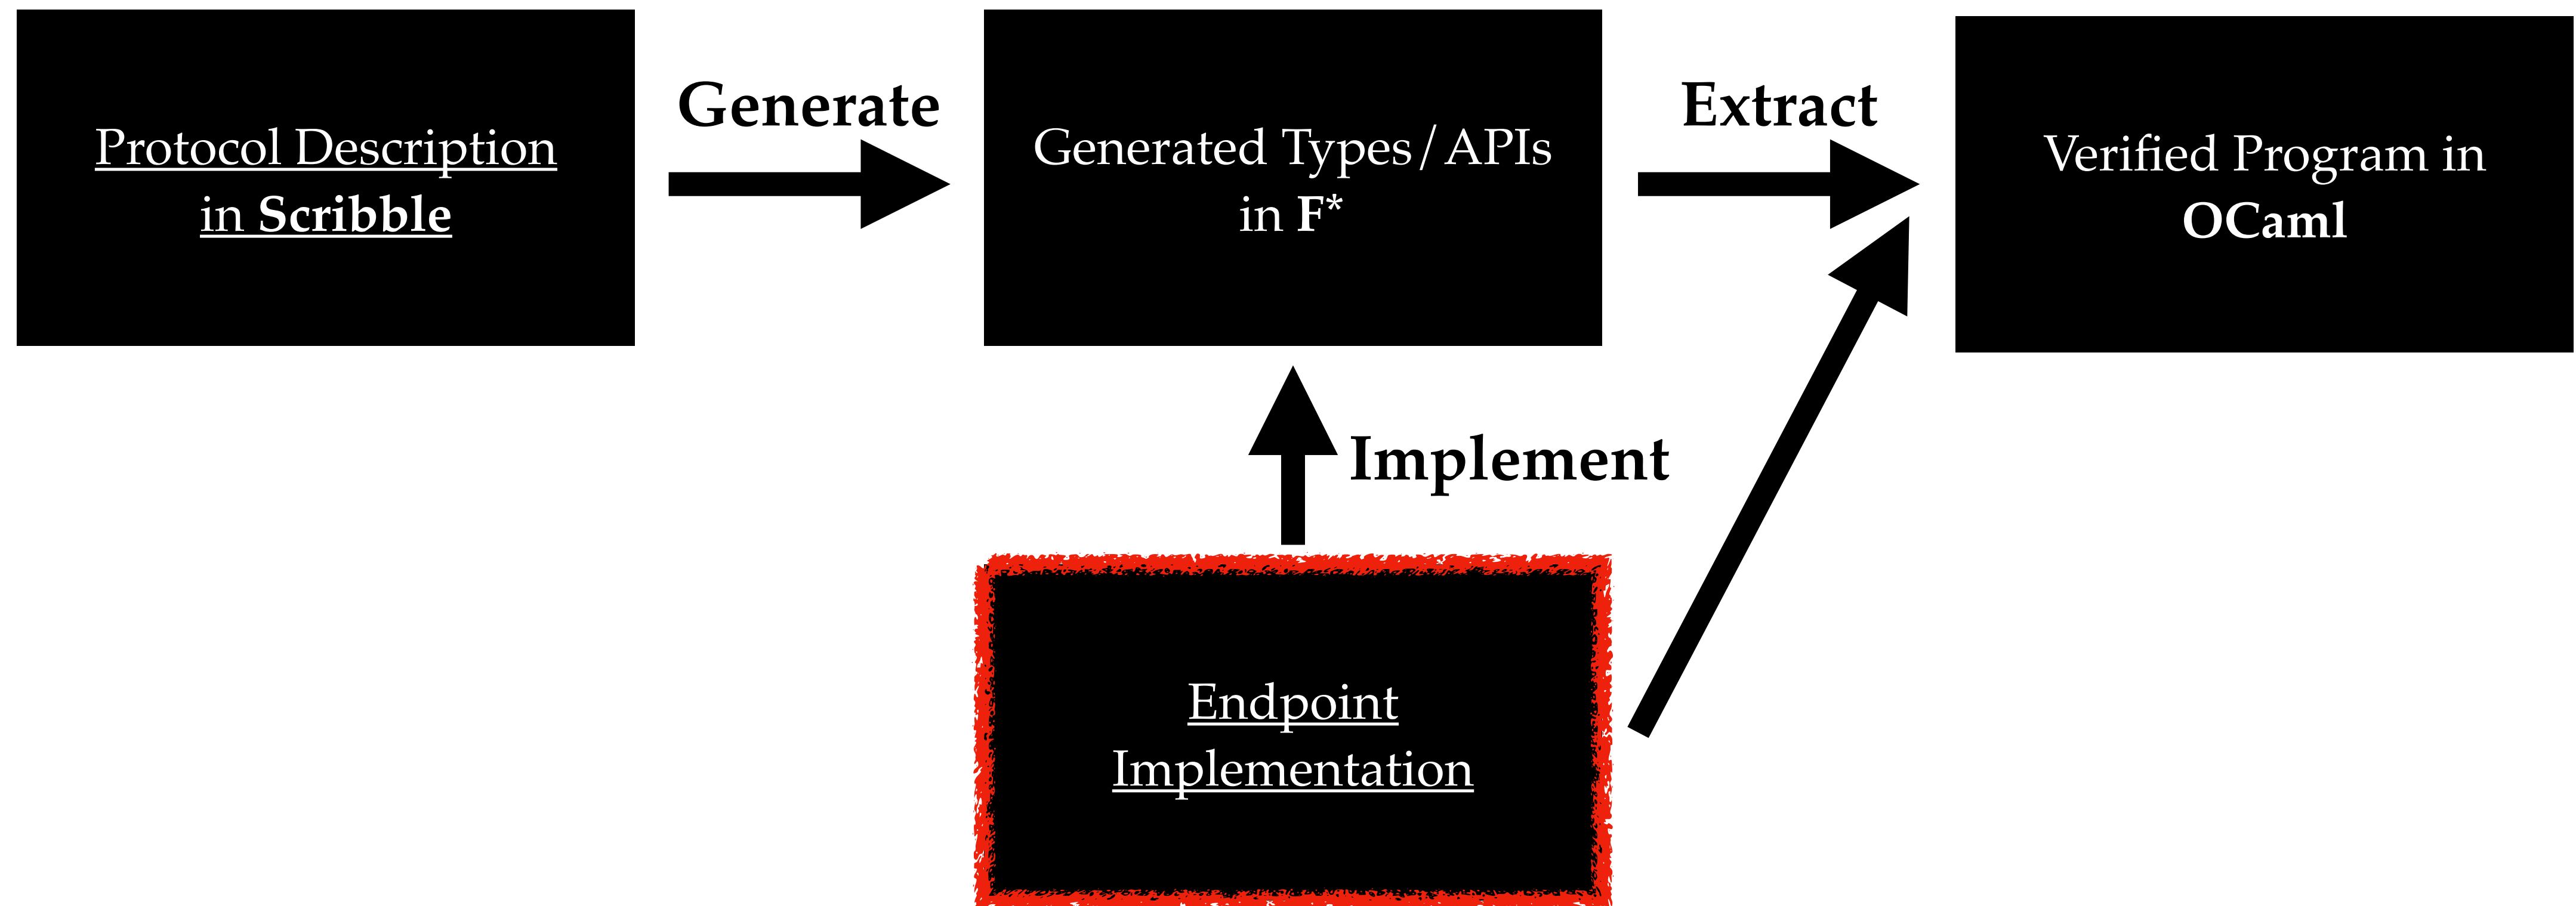 Protocol Description
in Scribble
Generate
Generated Types/APIs
in F*
Extract
Verified Program in
OCaml
Implement
Endpoint
Implementation